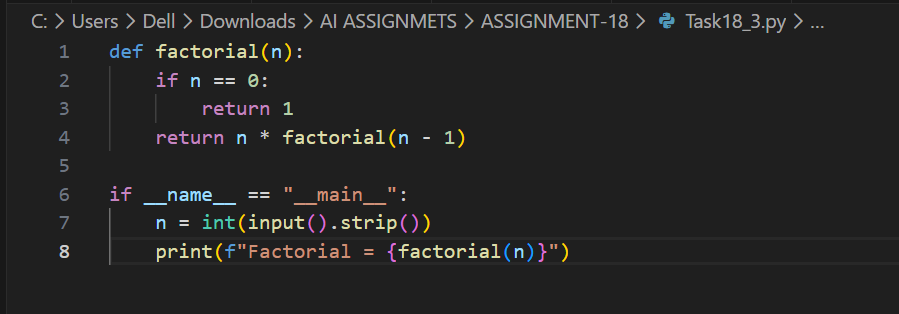 C: > Users > Dell > Downloads > AI ASSIGNMETS > ASSIGNMENT-18 > Task18_3.py > ...
1 def factorial(n):
2     if n == 0:
3         return 1
4     return n * factorial(n - 1)
5
6 if __name__ == "__main__":
7     n = int(input().strip())
8     print(f"Factorial = {factorial(n)}")